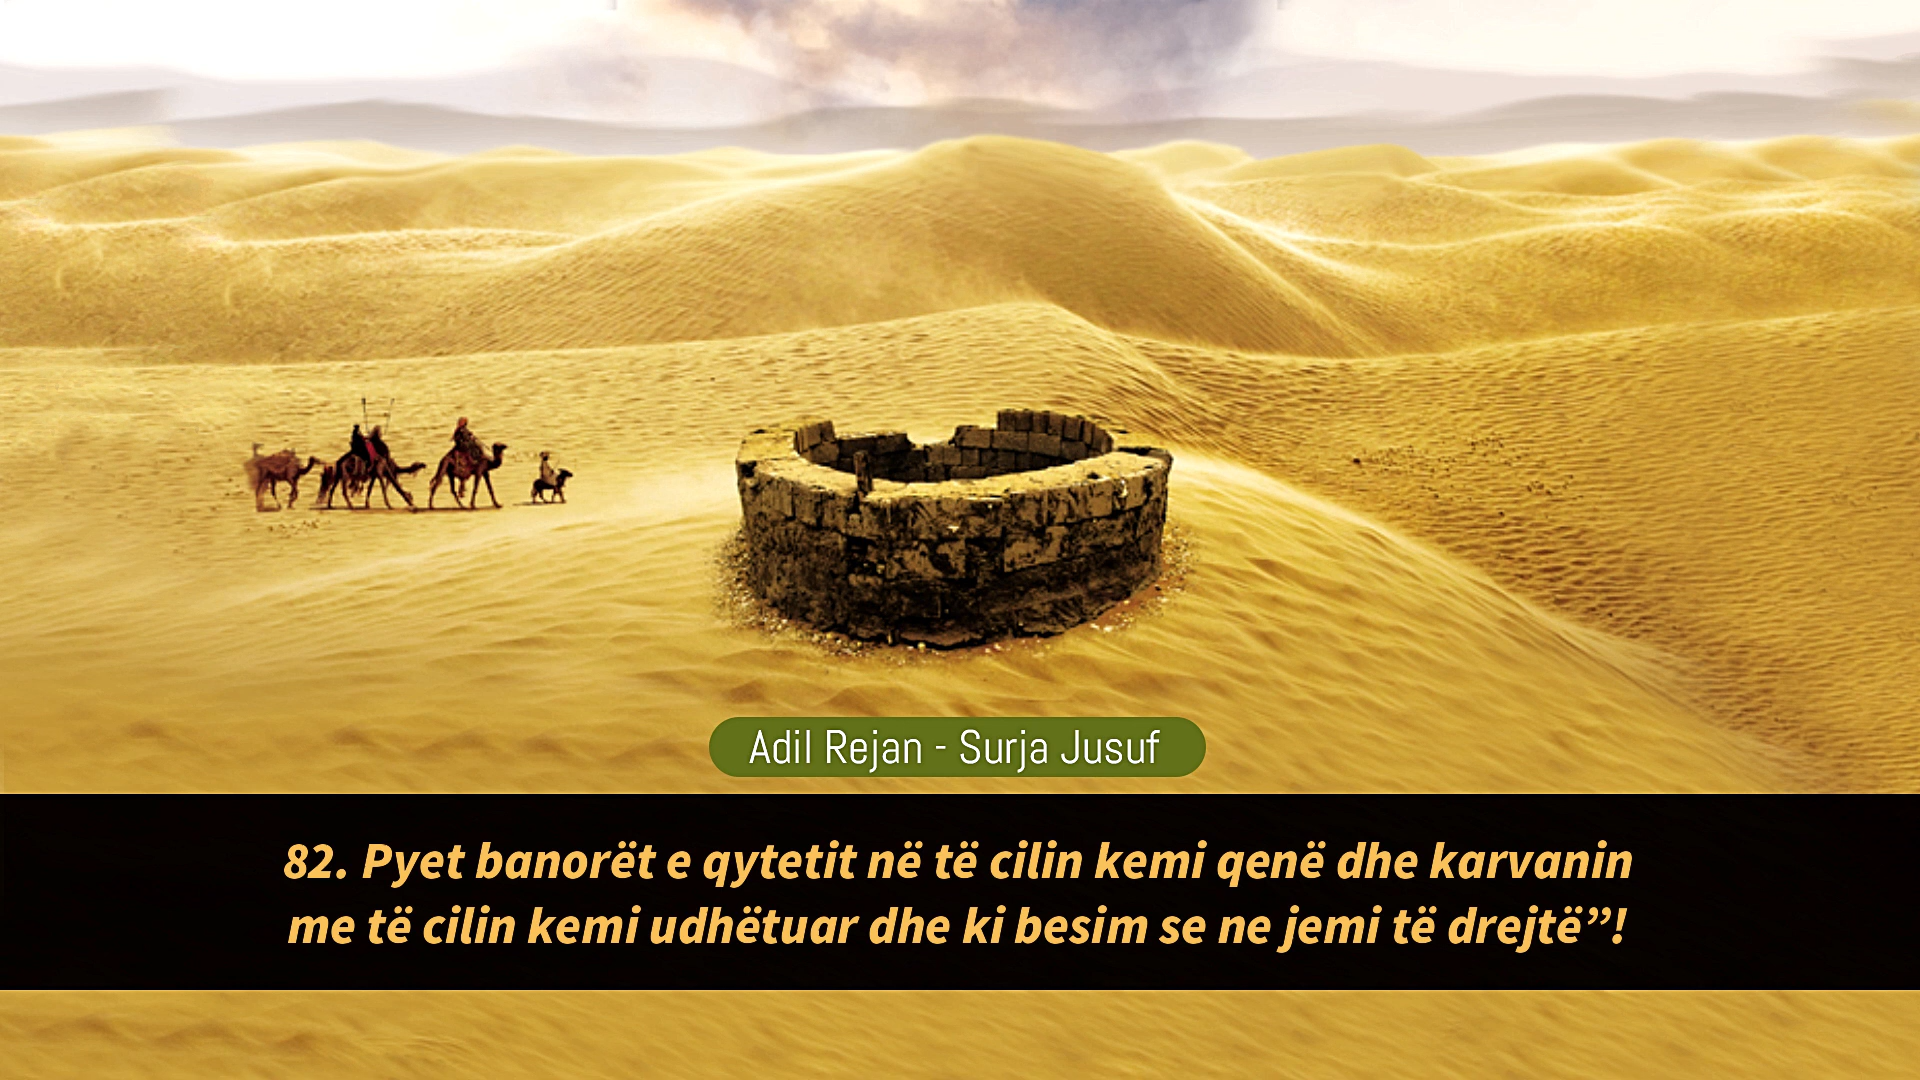 Adil Rejan - Surja Jusuf
82. Pyet banorët e qytetit në të cilin kemi qenë dhe karvanin
me të cilin kemi udhëtuar dhe ki besim se ne jemi të drejtë”!